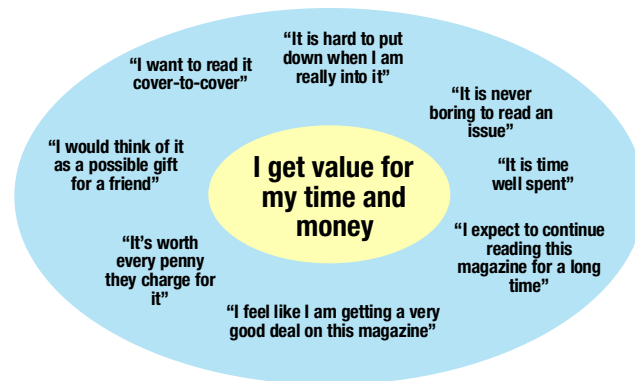 “It is hard to put
down when I am
really into it”
“I want to read it
cover-to-cover”
“It is never
boring to read an
issue”
“I would think of it
as a possible gift
for a friend”
I get value for
my time and
money
“It is time
well spent”
“I expect to continue
reading this
magazine for a long
time”
“It’s worth
every penny
they charge for
it”
“I feel like I am getting a very
good deal on this magazine”